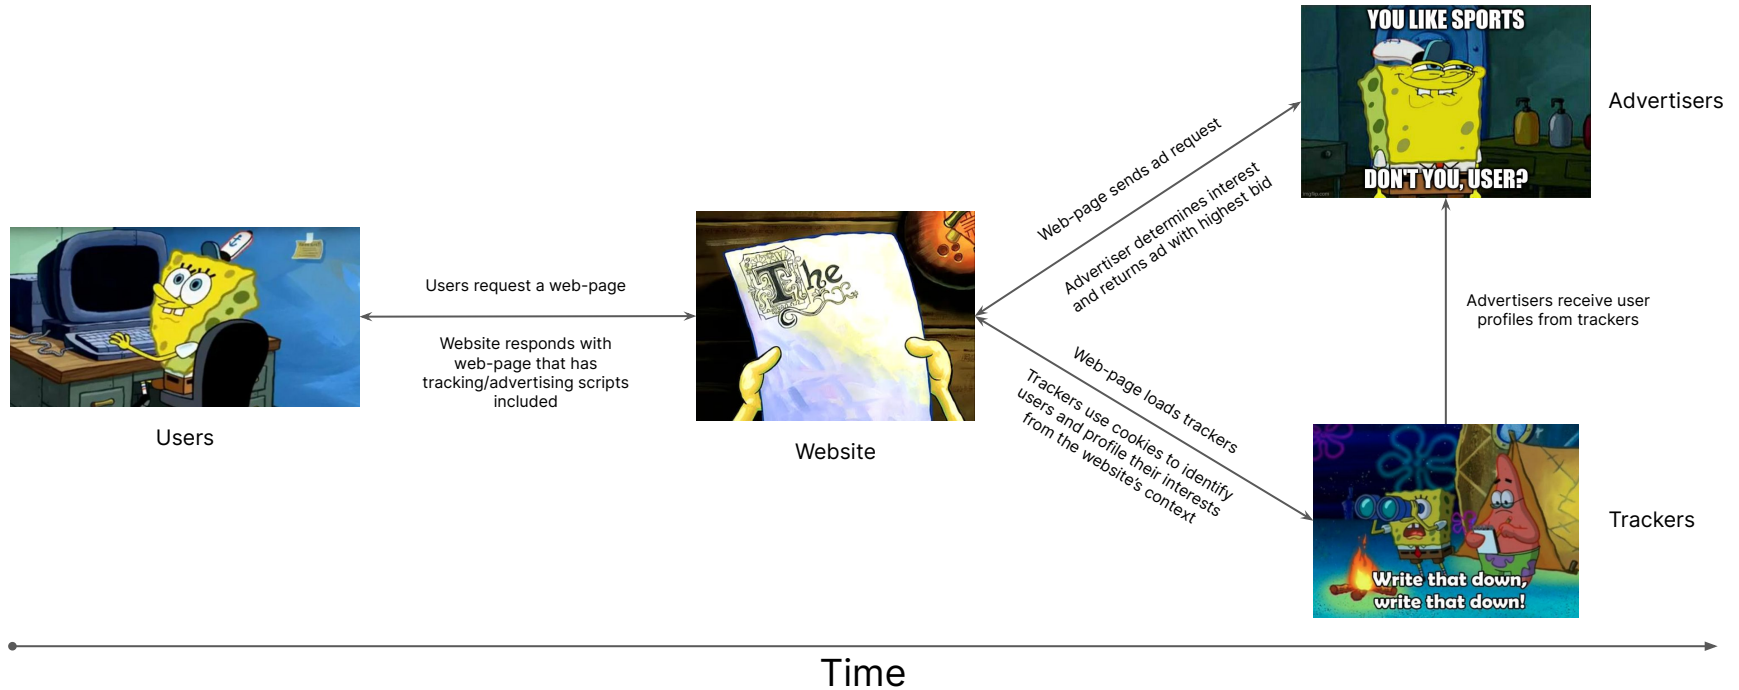 YOU LIKE SPORTS
DON'T YOU, USER?
imgflip.com
Advertisers
Web-page sends ad request
Advertiser determines interest
and returns ad with highest bid
Users request a web-page
Website responds with
web-page that has
tracking/advertising scripts
included
The
Advertisers receive user
profiles from trackers
Users
Website
Web-page loads trackers
Trackers use cookies to identify
users and profile their interests
from the website's context
Write that down,
write that down!
Trackers
Time